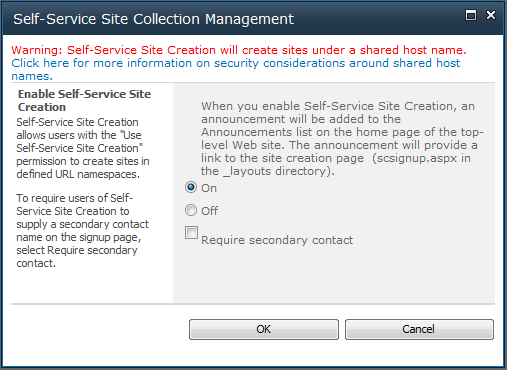 Self-Service Site Collection Management
Warning: Self-Service Site Creation will create sites under a shared host name.
Click here for more information on security considerations around shared host
names.
Enable Self-Service Site
Creation
Self-Service Site Creation
allows users with the "Use
Self-Service Site Creation"
permission to create sites in
defined URL namespaces.
To require users of Self-
Service Site Creation to
supply a secondary contact
name on the signup page,
select Require secondary
contact.
When you enable Self-Service Site Creation, an
announcement will be added to the
Announcements list on the home page of the top-
level Web site. The announcement will provide a
link to the site creation page  (scsignup.aspx in
the _layouts directory).
On
Off
Require secondary contact
OK
Cancel